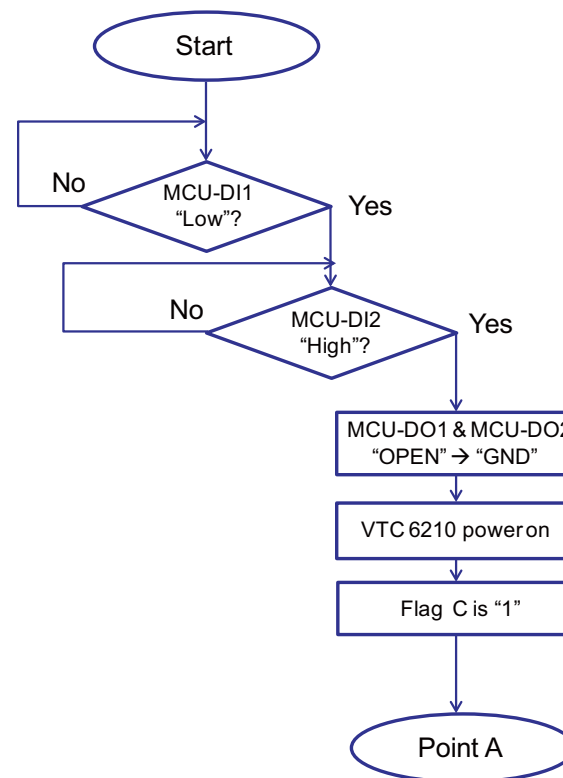 Start
No
MCU-DI1
Yes
“Low”?
No
MCU-DI2
Yes
“High”?
MCU-DO1 & MCU-DO2
“OPEN” → “GND”
VTC 6210 power on
Flag C is “1”
Point A